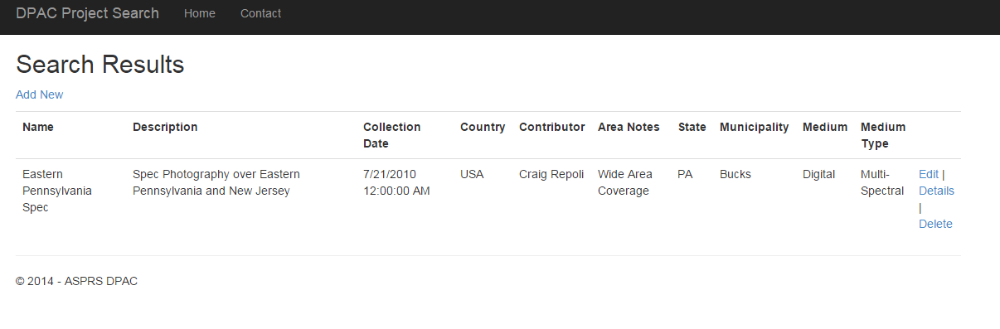 DPAC Project Search Home Contact
Search Results
Add New
Name Description Collection Date Country Contributor Area Notes State Municipality Medium Medium Type
Eastern Pennsylvania Spec Spec Photography over Eastern Pennsylvania and New Jersey 7/21/2010 12:00:00 AM USA Craig Repoli Wide Area Coverage PA Bucks Digital Multi-Spectral Edit | Details | Delete
© 2014 - ASPRS DPAC